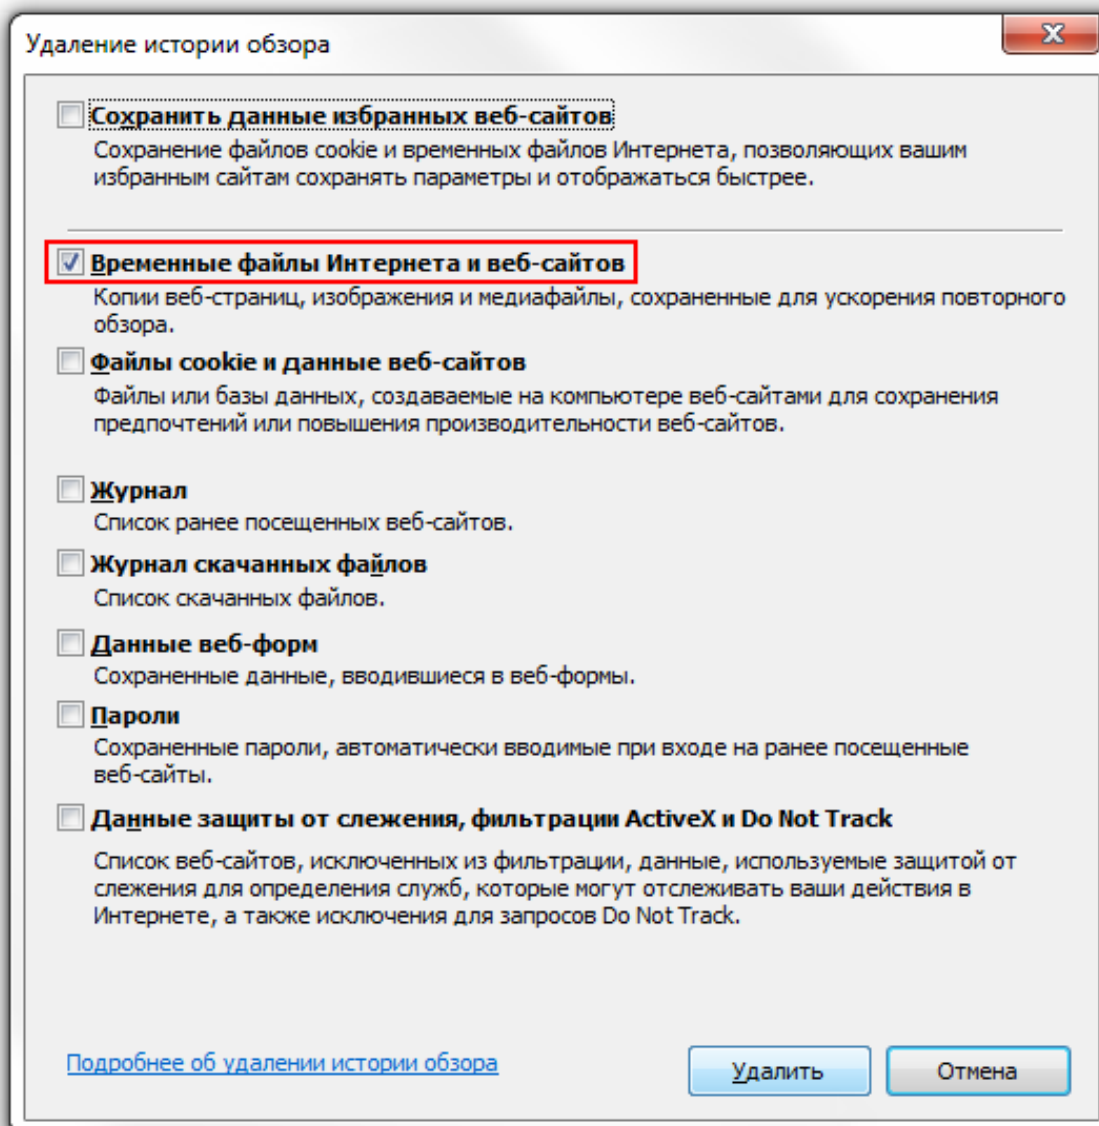 Удаление истории обзора
Сохранить данные избранных веб-сайтов
Сохранение файлов cookie и временных файлов Интернета, позволяющих вашим
избранным сайтам сохранять параметры и отображаться быстрее.
Временные файлы Интернета и веб-сайтов
Копии веб-страниц, изображения и медиафайлы, сохраненные для ускорения повторного
обзора.
Файлы cookie и данные веб-сайтов
Файлы или базы данных, создаваемые на компьютере веб-сайтами для сохранения
предпочтений или повышения производительности веб-сайтов.
Журнал
Список ранее посещенных веб-сайтов.
Журнал скачанных файлов
Список скачанных файлов.
Данные веб-форм
Сохраненные данные, вводившиеся в веб-формы.
Пароли
Сохраненные пароли, автоматически вводимые при входе на ранее посещенные
веб-сайты.
Данные защиты от слежения, фильтрации ActiveX и Do Not Track
Список веб-сайтов, исключенных из фильтрации, данные, используемые защитой от
слежения для определения служб, которые могут отслеживать ваши действия в
Интернете, а также исключения для запросов Do Not Track.
Подробнее об удалении истории обзора
Удалить
Отмена